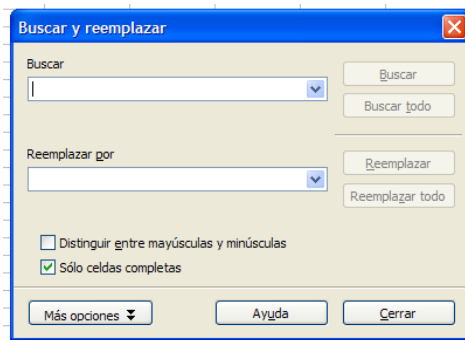 Buscar y reemplazar
Buscar
Buscar
Buscar todo
Reemplazar por
Reemplazar
Reemplazar todo
Distinguir entre mayúsculas y minúsculas
Sólo celdas completas
Más opciones
Ayuda
Cerrar